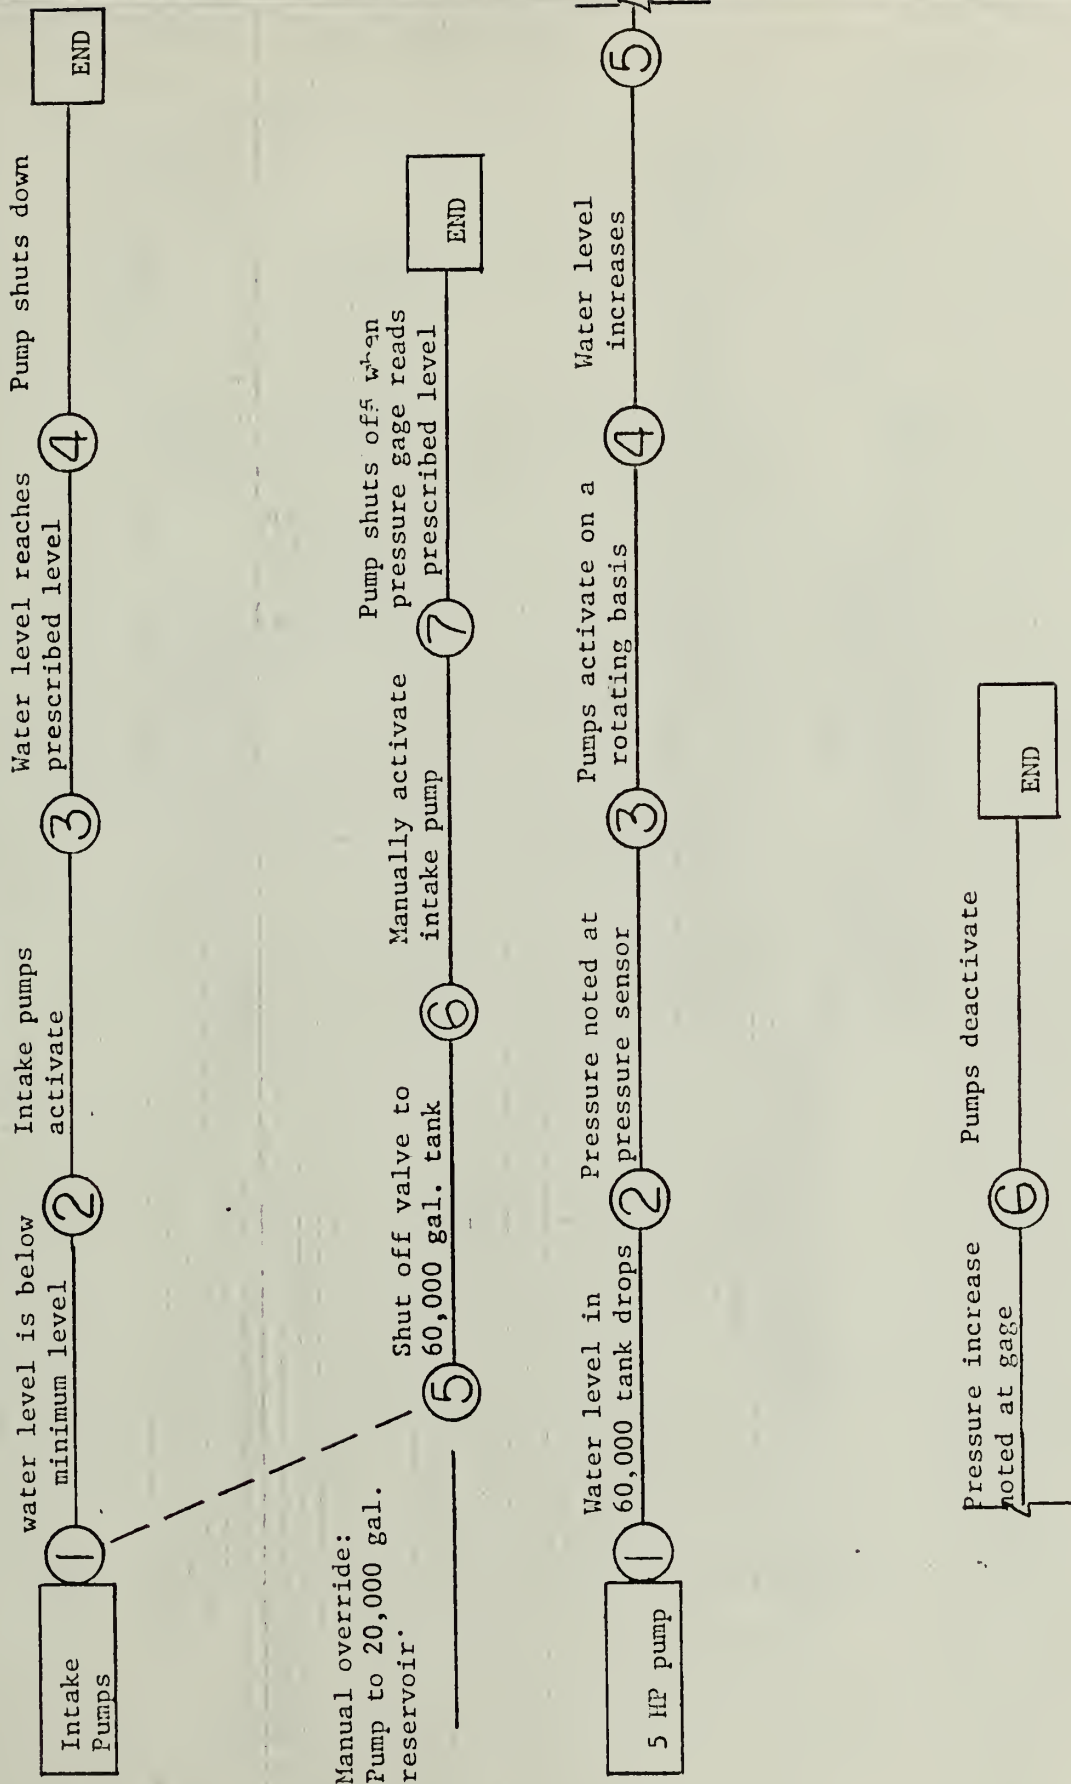 Intake
Pumps
1
water level is below
minimum level
2
Intake pumps
activate
3
Water level reaches
prescribed level
4
Pump shuts down
END
Manual override:
Pump to 20,000 gal.
reservoir
5
Shut off valve to
60,000 gal. tank
6
Manually activate
intake pump
7
Pump shuts off when
pressure gage reads
prescribed level
END
5 HP pump
1
Water level in
60,000 tank drops
2
Pressure noted at
pressure sensor
3
Pumps activate on a
rotating basis
4
Water level
increases
5
Pressure increase
noted at gage
6
Pumps deactivate
END